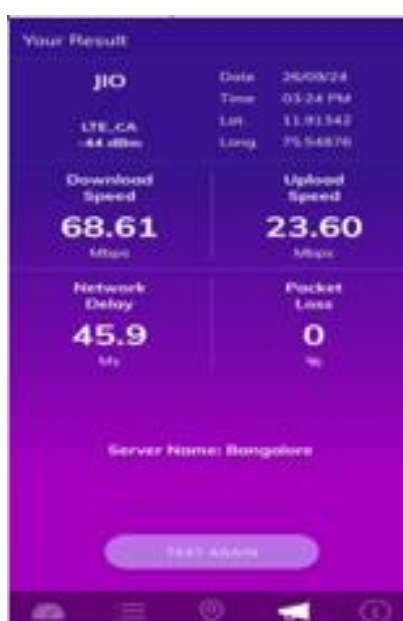 Your Result
JIO
LTE_CA
-44 dBm
Date 26/09/24
Time 03:24 PM
Lat 11.91342
Long 75.54876
Download
Speed
68.61
Mbps
Upload
Speed
23.60
Mbps
Network
Delay
45.9
Ms
Packet
Loss
0
%
Server Name: Bangalore
TEST AGAIN